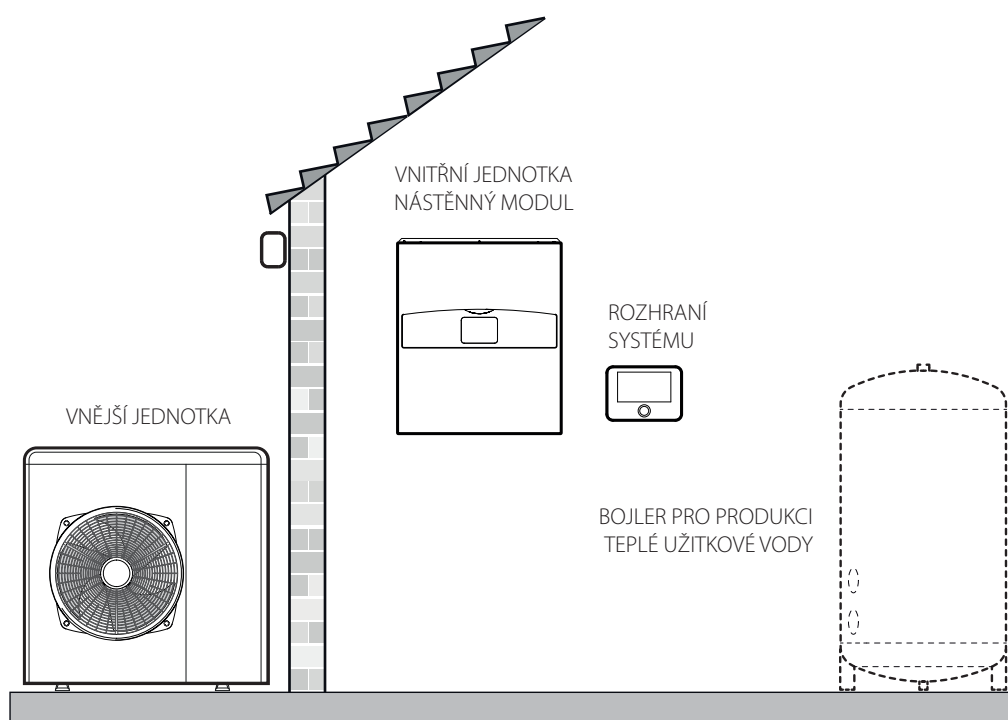 VNITŘNÍ JEDNOTKA
NÁSTĚNNÝ MODUL
ROZHRANÍ
SYSTÉMU
VNĚJŠÍ JEDNOTKA
BOJLER PRO PRODUKCI
TEPLÉ UŽITKOVÉ VODY